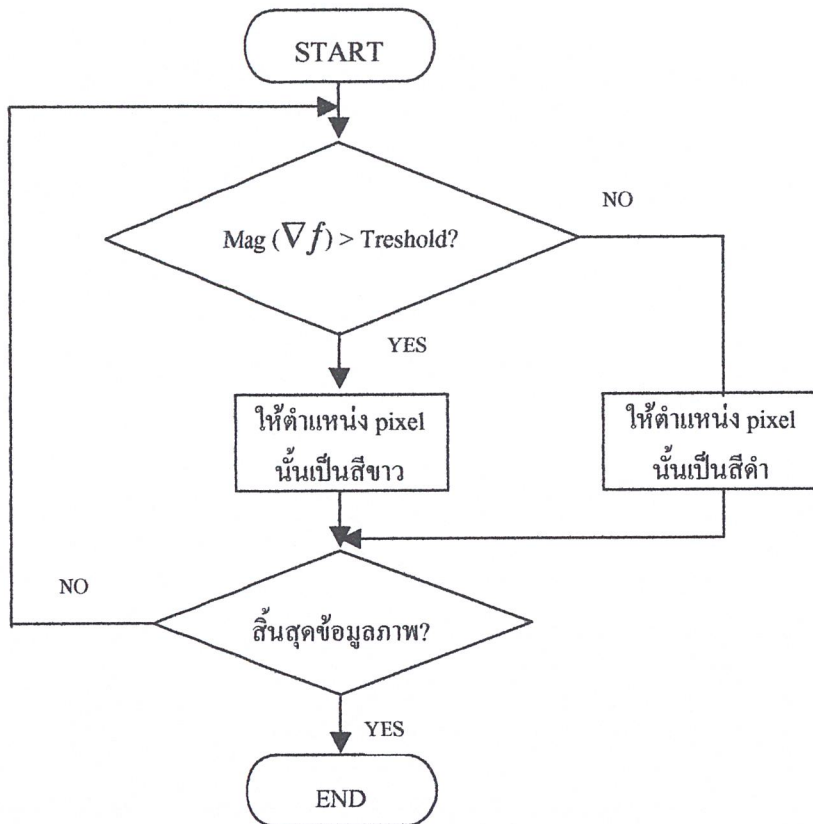 START
NO
Mag (∇f) > Treshold?
YES
ให้ตำแหน่ง pixel
นั้นเป็นสีขาว
ให้ตำแหน่ง pixel
นั้นเป็นสีดำ
NO
สิ้นสุดข้อมูลภาพ?
YES
END